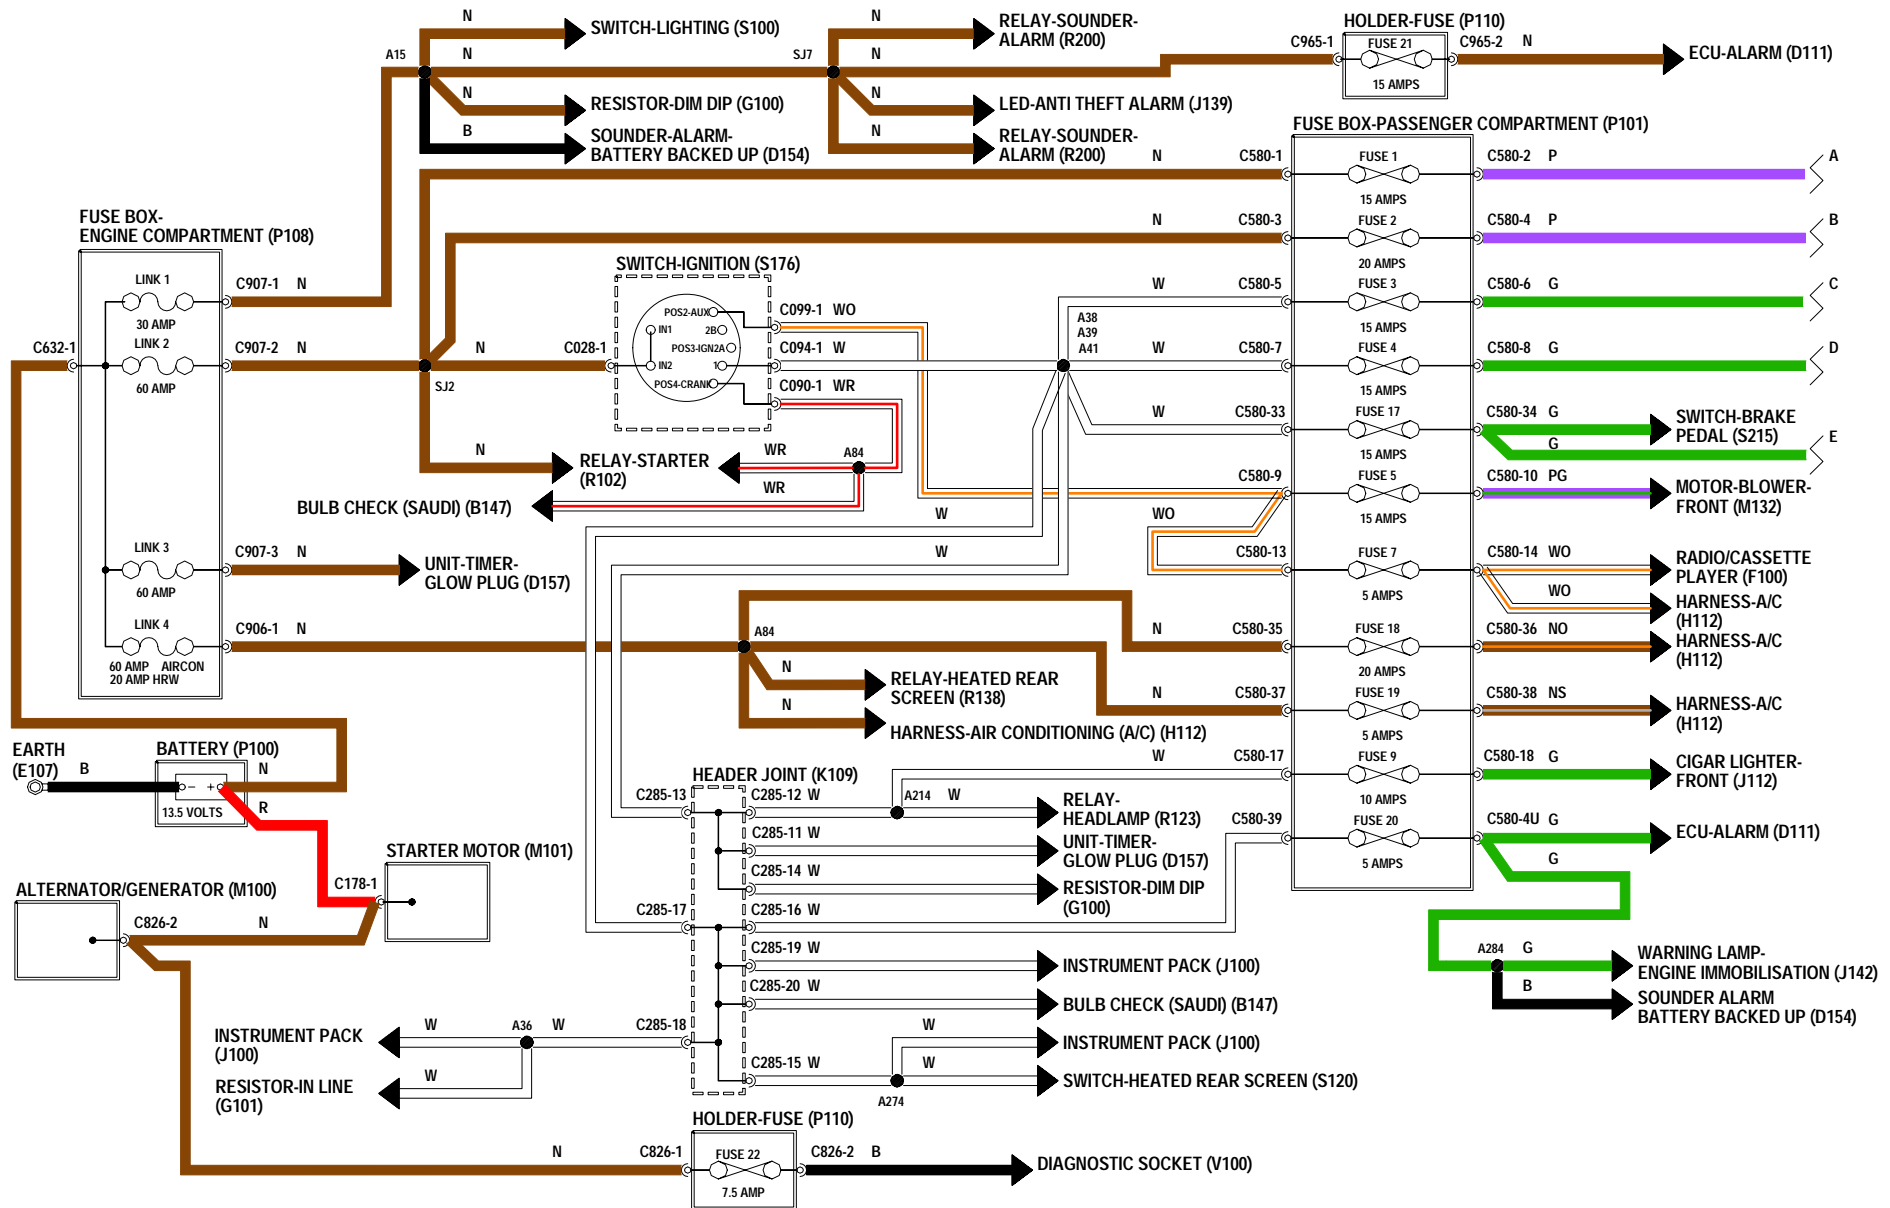 N
SWITCH-LIGHTING (S100)
A15
N
N
RESISTOR-DIM DIP (G100)
B
SOUNDER-ALARM-
BATTERY BACKED UP (D154)
SJ7
N
RELAY-SOUNDER-
ALARM (R200)
N
N
LED-ANTI THEFT ALARM (J139)
N
RELAY-SOUNDER-
ALARM (R200)
HOLDER-FUSE (P110)
C965-1
FUSE 21
15 AMPS
C965-2
N
ECU-ALARM (D111)
FUSE BOX-PASSENGER COMPARTMENT (P101)
N
C580-1
FUSE 1
15 AMPS
C580-2
P
A
N
C580-3
FUSE 2
20 AMPS
C580-4
P
B
W
C580-5
FUSE 3
15 AMPS
C580-6
G
C
W
C580-7
FUSE 4
15 AMPS
C580-8
G
D
W
C580-33
FUSE 17
15 AMPS
C580-34
G
SWITCH-BRAKE
PEDAL (S215)
G
E
C580-9
FUSE 5
15 AMPS
C580-10
PG
MOTOR-BLOWER-
FRONT (M132)
WO
C580-13
FUSE 7
5 AMPS
C580-14
WO
RADIO/CASSETTE
PLAYER (F100)
WO
HARNESS-A/C
(H112)
N
C580-35
FUSE 18
20 AMPS
C580-36
NO
HARNESS-A/C
(H112)
N
C580-37
FUSE 19
5 AMPS
C580-38
NS
HARNESS-A/C
(H112)
W
C580-17
FUSE 9
10 AMPS
C580-18
G
CIGAR LIGHTER-
FRONT (J112)
C580-39
FUSE 20
5 AMPS
C580-4U
G
ECU-ALARM (D111)
G
A284
G
WARNING LAMP-
ENGINE IMMOBILISATION (J142)
B
SOUNDER ALARM
BATTERY BACKED UP (D154)
FUSE BOX-
ENGINE COMPARTMENT (P108)
LINK 1
30 AMP
C907-1
N
C632-1
LINK 2
60 AMP
C907-2
N
SJ2
N
C028-1
LINK 3
60 AMP
C907-3
N
UNIT-TIMER-
GLOW PLUG (D157)
LINK 4
60 AMP AIRCON
20 AMP HRW
C906-1
N
SWITCH-IGNITION (S176)
POS2-AUX
IN1
2B
POS3-IGN2A
IN2
1
POS4-CRANK
C099-1
WO
C094-1
W
C090-1
WR
A38
A39
A41
N
RELAY-STARTER
(R102)
WR
A84
WR
BULB CHECK (SAUDI) (B147)
W
W
A84
N
RELAY-HEATED REAR
SCREEN (R138)
N
HARNESS-AIR CONDITIONING (A/C) (H112)
EARTH
(E107)
B
BATTERY (P100)
- +
13.5 VOLTS
N
R
STARTER MOTOR (M101)
C178-1
ALTERNATOR/GENERATOR (M100)
C826-2
N
HEADER JOINT (K109)
C285-13
C285-12
W
A214
W
RELAY-
HEADLAMP (R123)
C285-11
W
UNIT-TIMER-
GLOW PLUG (D157)
C285-14
W
RESISTOR-DIM DIP
(G100)
C285-17
C285-16
W
C285-19
W
INSTRUMENT PACK (J100)
C285-20
W
BULB CHECK (SAUDI) (B147)
INSTRUMENT PACK
(J100)
W
A36
W
C285-18
W
RESISTOR-IN LINE
(G101)
W
INSTRUMENT PACK (J100)
C285-15
W
W
SWITCH-HEATED REAR SCREEN (S120)
A274
HOLDER-FUSE (P110)
N
C826-1
FUSE 22
7.5 AMP
C826-2
B
DIAGNOSTIC SOCKET (V100)